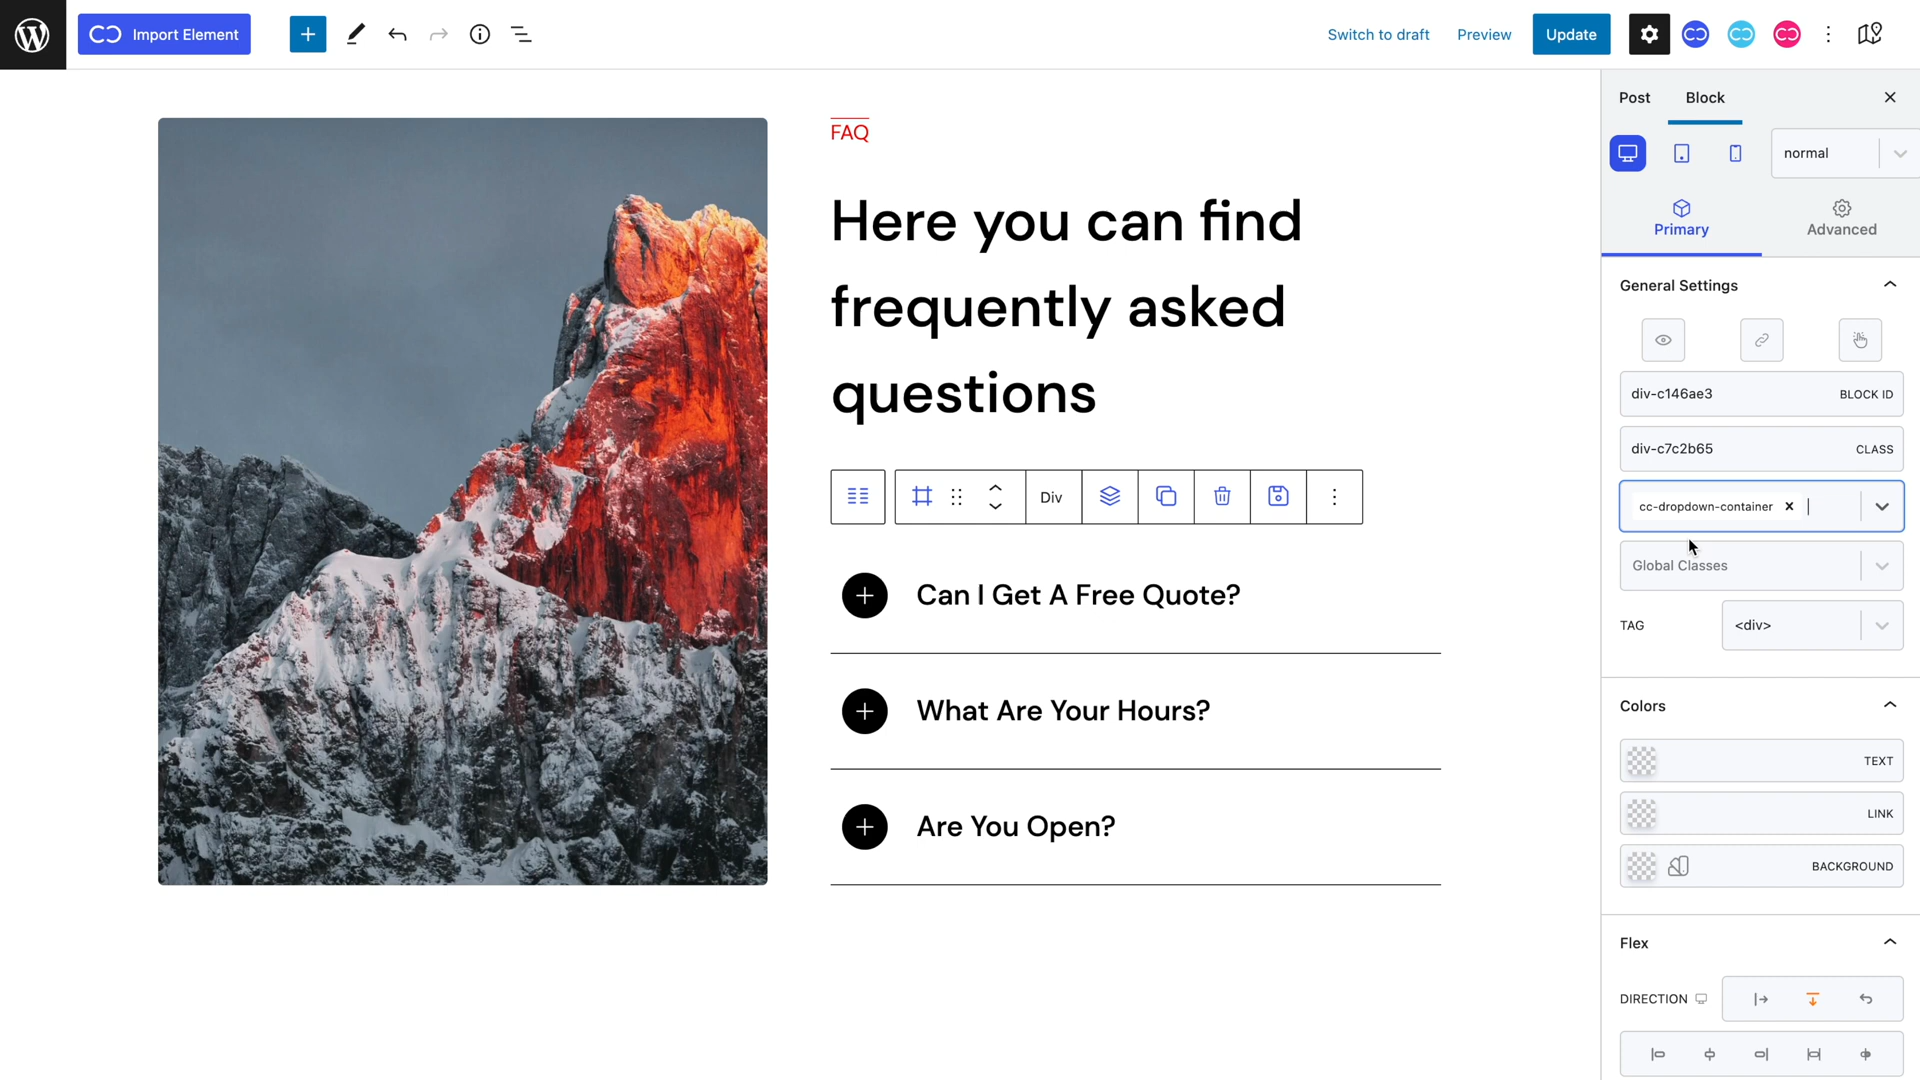 Import Element
Switch to draft
Preview
Update
Post
Block
normal
Primary
Advanced
FAQ
Here you can find
frequently asked
questions
General Settings
div-c146ae3 BLOCK ID
div-c7c2b65 CLASS
cc-dropdown-container
Global Classes
TAG <div>
Div
Can I Get A Free Quote?
What Are Your Hours?
Are You Open?
Colors
TEXT
LINK
BACKGROUND
Flex
DIRECTION